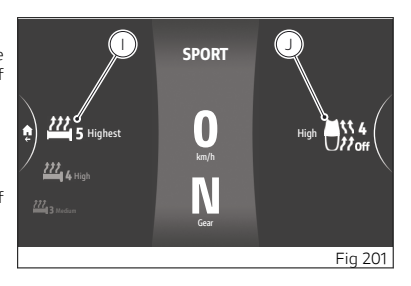 e
f
I
J
SPORT
5 Highest
High
4
Off
0
km/h
4 High
N
f
3 Medium
Gear
Fig 201